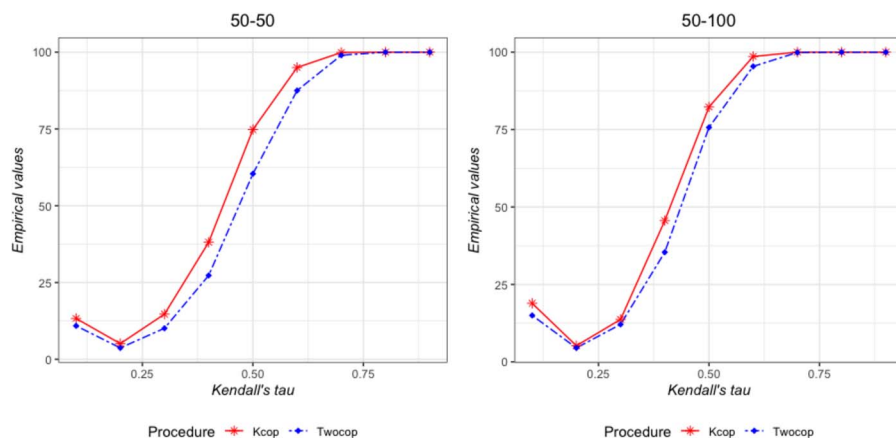 50-50
100
75
50
25
0
Empirical values
0.25 0.50 0.75
Kendall's tau
Procedure Kcop Twocop
50-100
100
75
50
25
0
Empirical values
0.25 0.50 0.75
Kendall's tau
Procedure Kcop Twocop